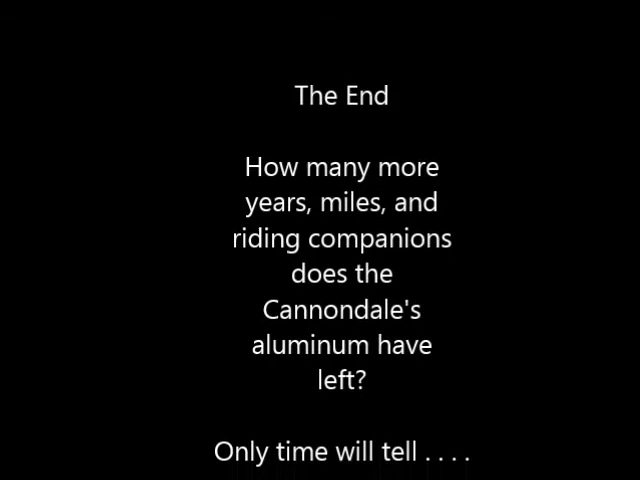 The End
How many more
years, miles, and
riding companions
does the
Cannondale's
aluminum have
left?
Only time will tell . . . .